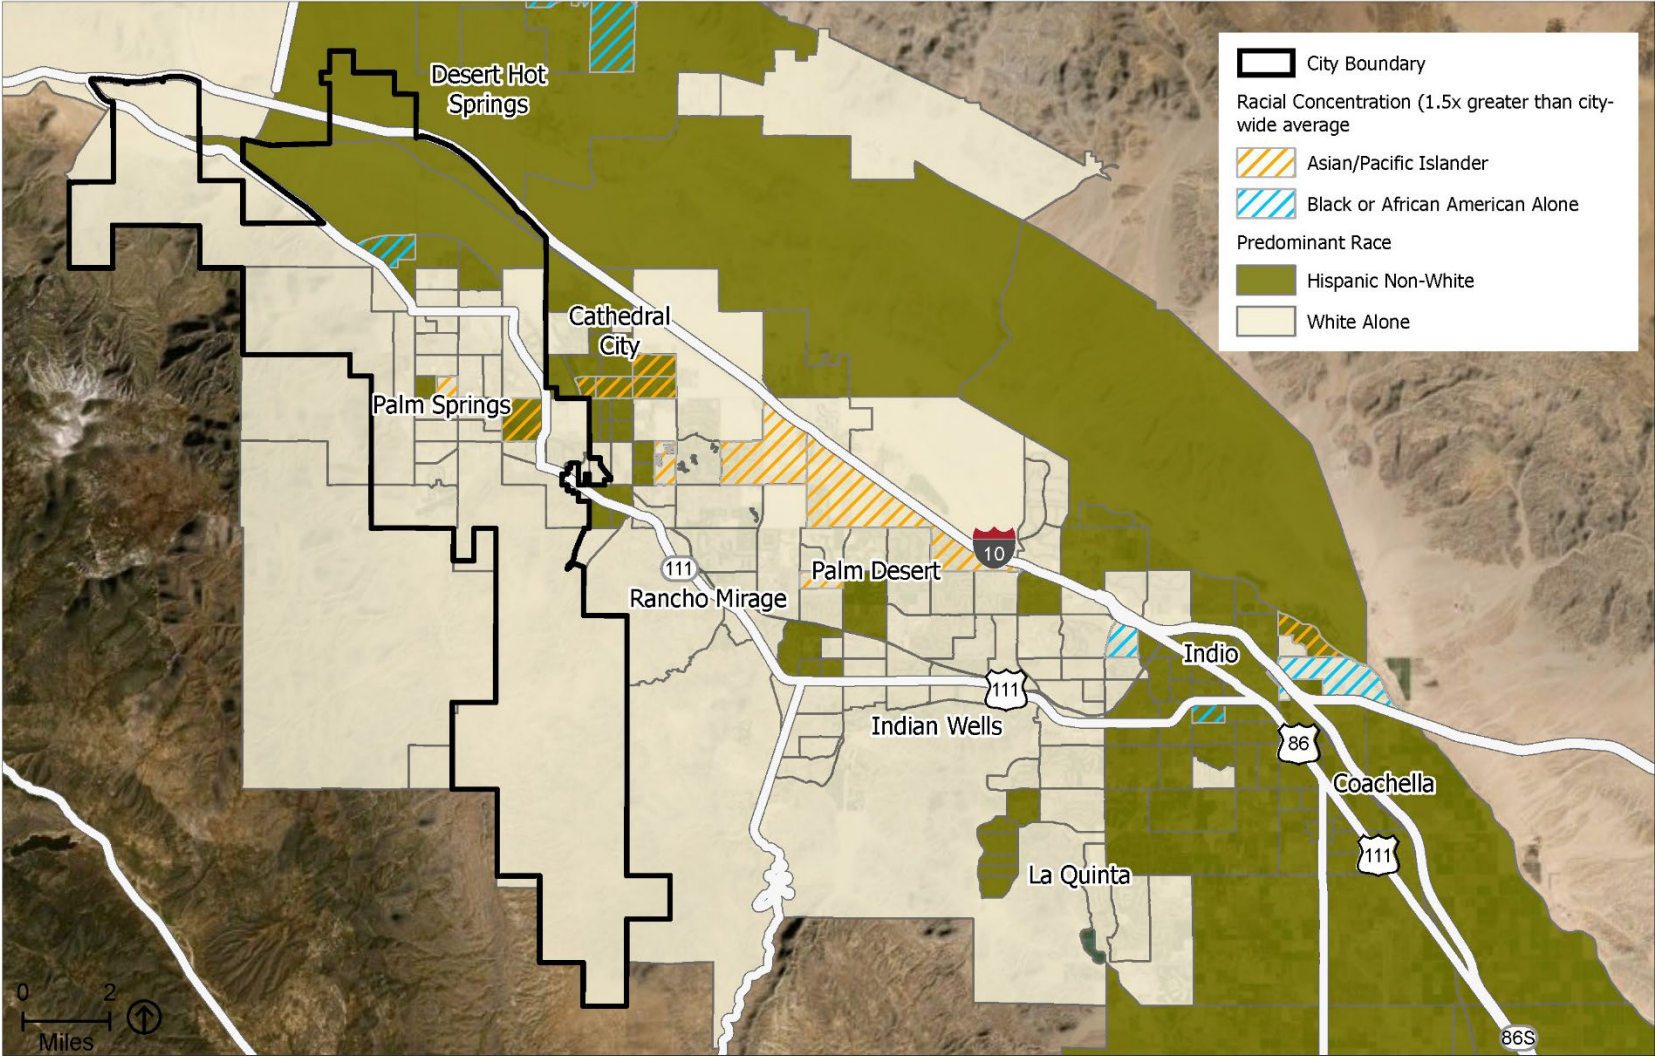 Desert Hot
Springs
City Boundary
Racial Concentration (1.5x greater than city-
wide average
Asian/Pacific Islander
Black or African American Alone
Predominant Race
Hispanic Non-White
White Alone
Cathedral
City
Palm Springs
10
111
Palm Desert
Rancho Mirage
Indio
111
Indian Wells
86
Coachella
111
La Quinta
0 2
Miles
86S